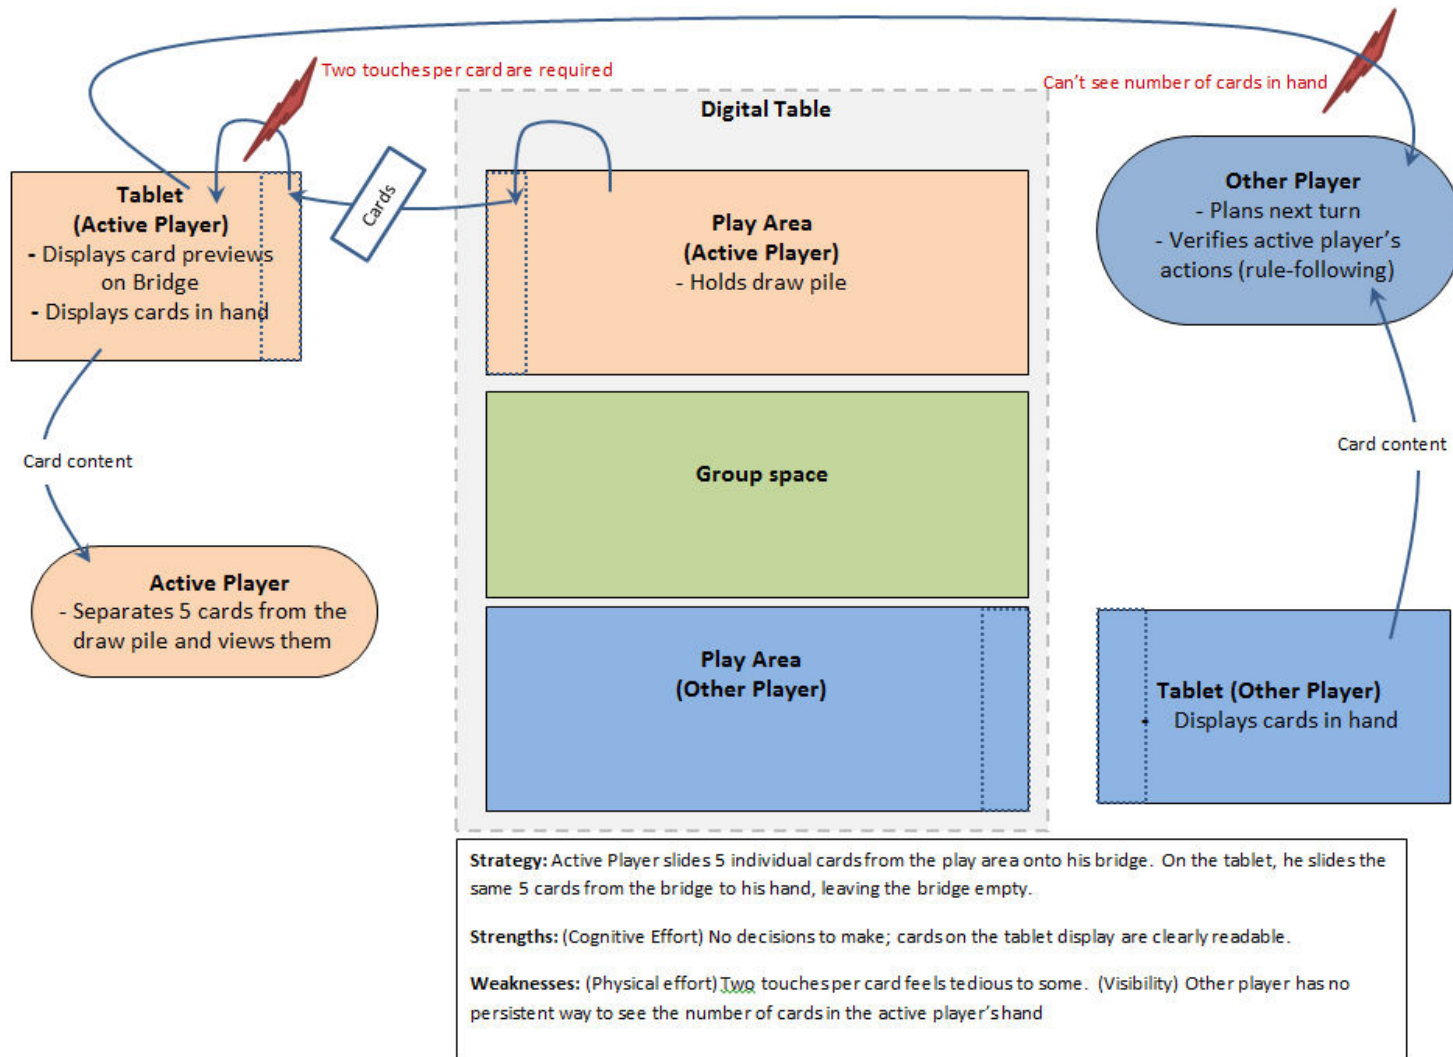 Two touches per card are required
Can't see number of cards in hand
Digital Table
Tablet
(Active Player)
- Displays card previews
on Bridge
- Displays cards in hand
Cards
Play Area
(Active Player)
- Holds draw pile
Other Player
- Plans next turn
- Verifies active player's
actions (rule-following)
Card content
Group space
Card content
Active Player
- Separates 5 cards from the
draw pile and views them
Play Area
(Other Player)
Tablet (Other Player)
- Displays cards in hand
Strategy: Active Player slides 5 individual cards from the play area onto his bridge. On the tablet, he slides the
same 5 cards from the bridge to his hand, leaving the bridge empty.
Strengths: (Cognitive Effort) No decisions to make; cards on the tablet display are clearly readable.
Weaknesses: (Physical effort) Two touches per card feels tedious to some. (Visibility) Other player has no
persistent way to see the number of cards in the active player's hand